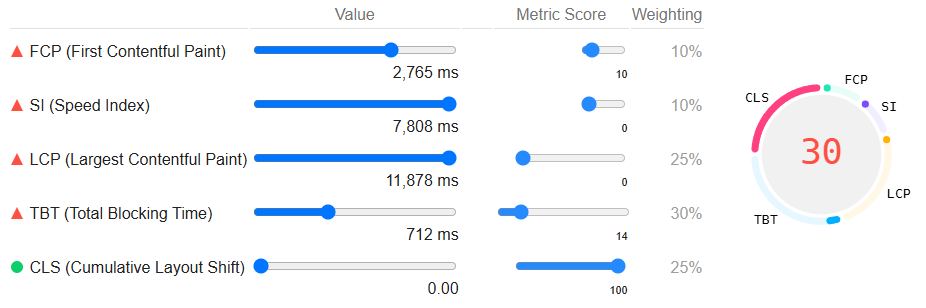 Value Metric Score Weighting
FCP (First Contentful Paint) 10%
2,765 ms 10
SI (Speed Index) 10%
7,808 ms 0
LCP (Largest Contentful Paint) 25%
11,878 ms 0
TBT (Total Blocking Time) 30%
712 ms 14
CLS (Cumulative Layout Shift) 25%
0.00 100
FCP
CLS
SI
30
LCP
TBT